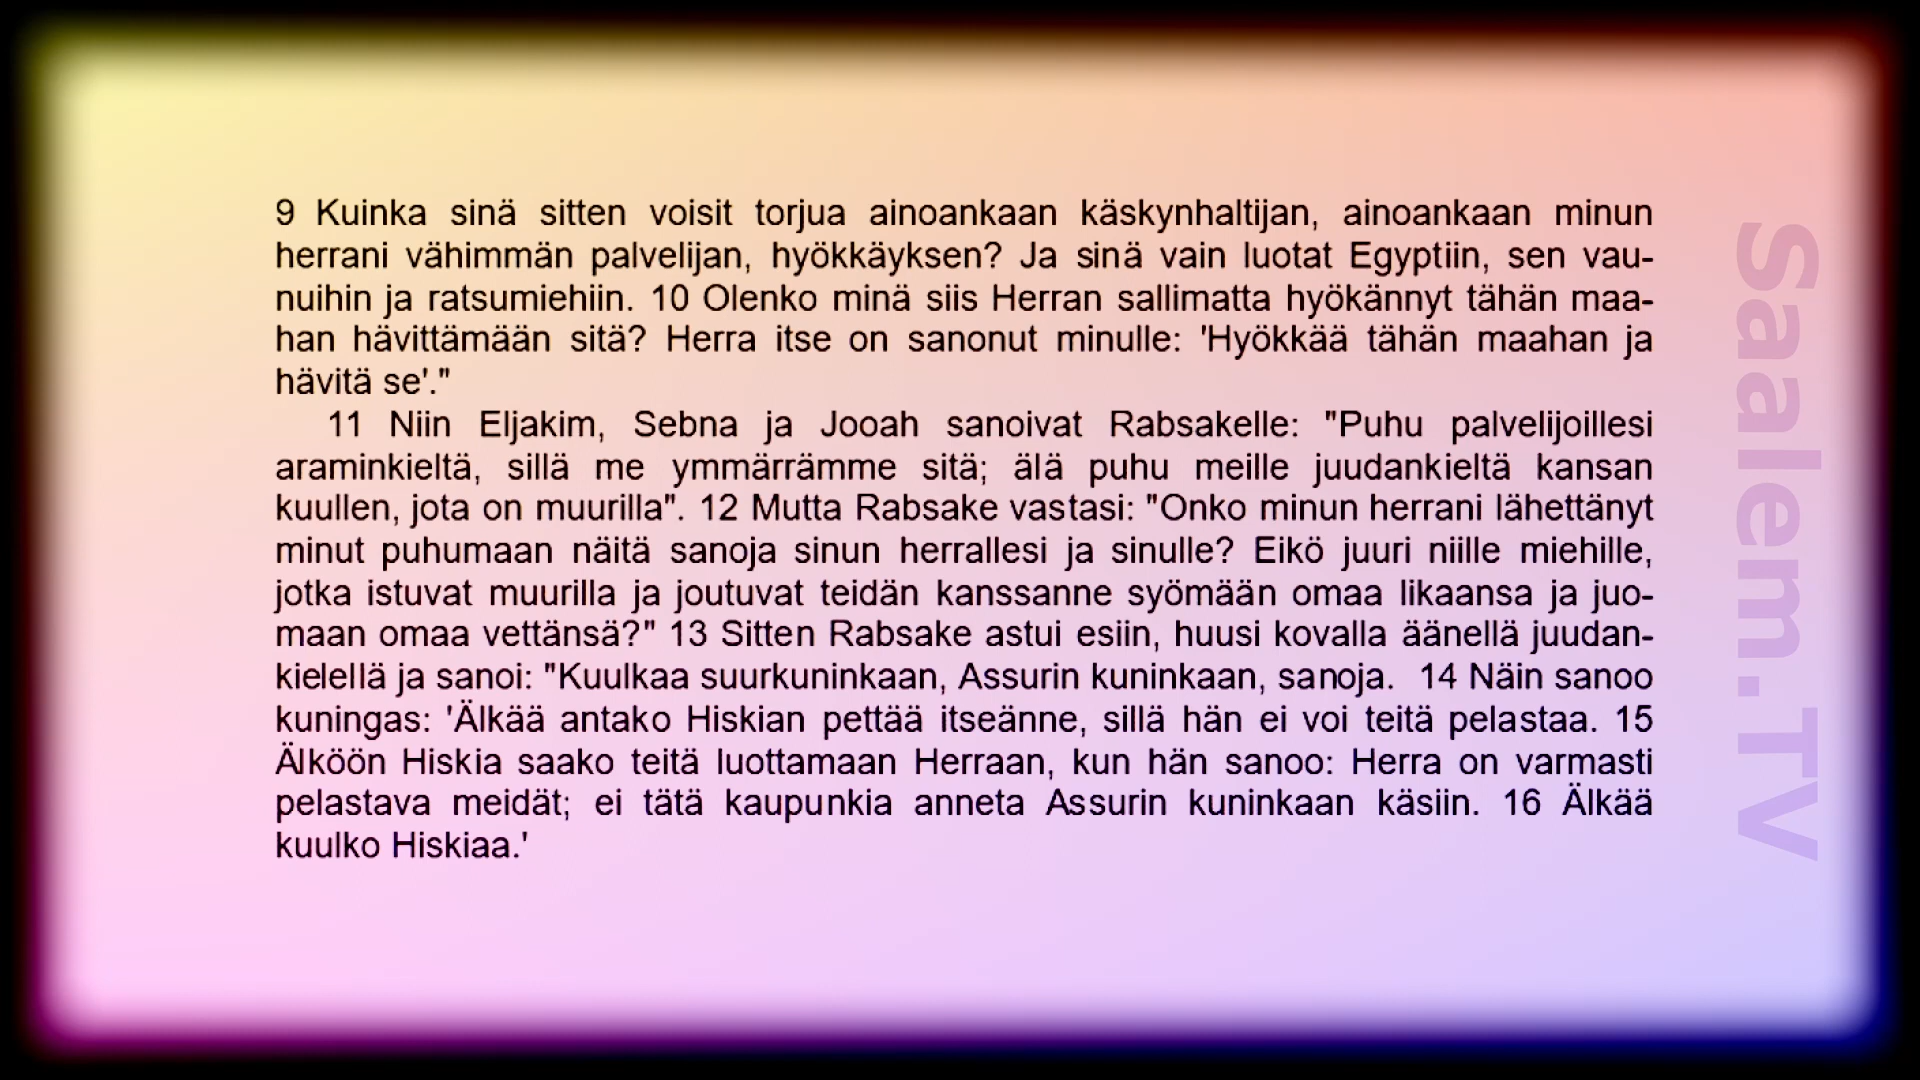 9 Kuinka sinä sitten voisit torjua ainoankaan käskynhaltijan, ainoankaan minun
herrani vähimmän palvelijan, hyökkäyksen? Ja sinä vain luotat Egyptiin, sen vau-
nuihin ja ratsumiehiin. 10 Olenko minä siis Herran sallimatta hyökännyt tähän maa-
han hävittämään sitä? Herra itse on sanonut minulle: 'Hyökkää tähän maahan ja
hävitä se'."
11 Niin Eljakim, Sebna ja Jooah sanoivat Rabsakelle: "Puhu palvelijoillesi
araminkieltä, sillä me ymmärrämme sitä; älä puhu meille juudankieltä kansan
kuullen, jota on muurilla". 12 Mutta Rabsake vastasi: "Onko minun herrani lähettänyt
minut puhumaan näitä sanoja sinun herrallesi ja sinulle? Eikö juuri niille miehille,
jotka istuvat muurilla ja joutuvat teidän kanssanne syömään omaa likaansa ja juo-
maan omaa vettänsä?" 13 Sitten Rabsake astui esiin, huusi kovalla äänellä juudan-
kielellä ja sanoi: "Kuulkaa suurkuninkaan, Assurin kuninkaan, sanoja. 14 Näin sanoo
kuningas: 'Älkää antako Hiskian pettää itseänne, sillä hän ei voi teitä pelastaa. 15
Älköön Hiskia saako teitä luottamaan Herraan, kun hän sanoo: Herra on varmasti
pelastava meidät; ei tätä kaupunkia anneta Assurin kuninkaan käsiin. 16 Älkää
kuulko Hiskiaa.'
Saalem.TV